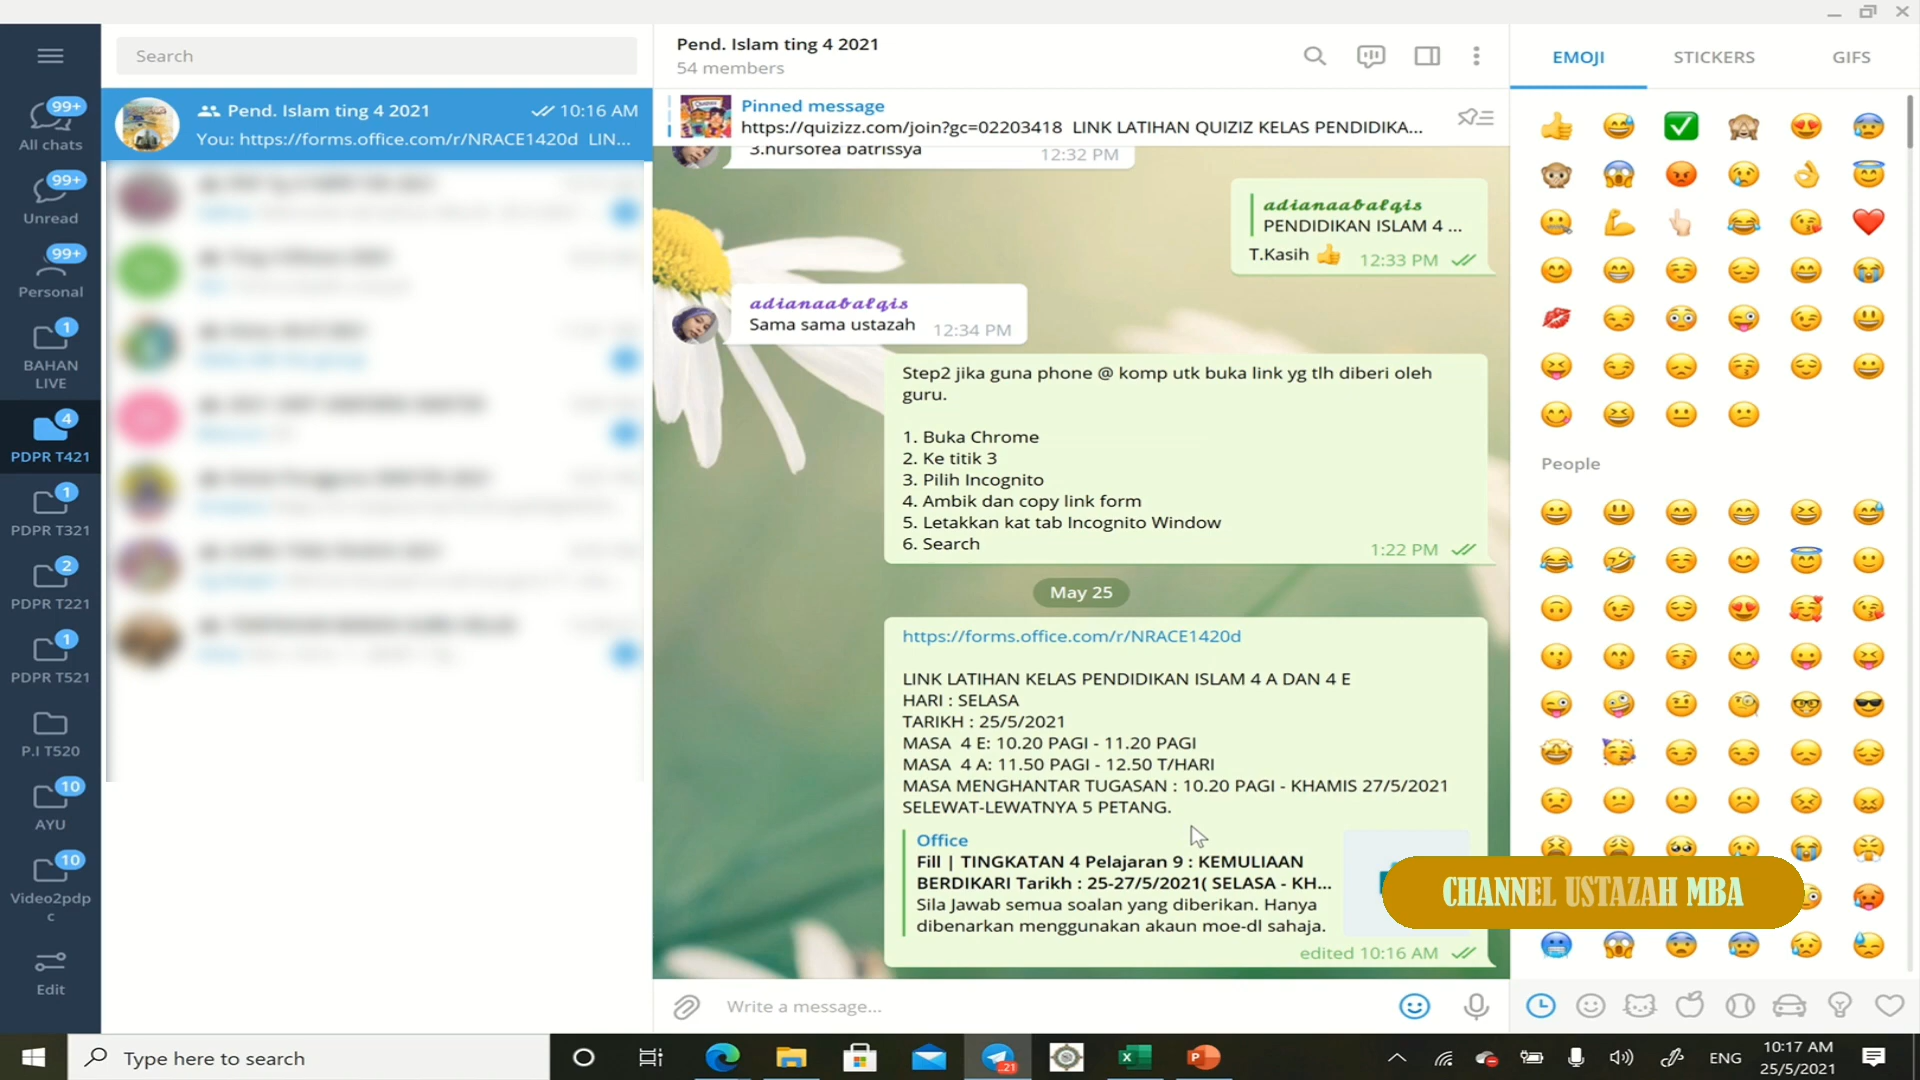 Search
Pend. Islam ting 4 2021
54 members
EMOJI
STICKERS
GIFS
99+
All chats
99+
Unread
99+
Personal
1
BAHAN
LIVE
4
PDPR T421
1
PDPR T321
2
PDPR T221
1
PDPR T521
P.I T520
10
AYU
10
Video2pdp
c
Edit
Pend. Islam ting 4 2021
10:16 AM
You: https://forms.office.com/r/NRACE1420d LIN...
Pinned message
https://quizizz.com/join?gc=02203418 LINK LATIHAN QUIZIZ KELAS PENDIDIKA...
3.nursofea batrissya
12:32 PM
adianaabalqis
PENDIDIKAN ISLAM 4 ...
T.Kasih 👍 12:33 PM
adianaabalqis
Sama sama ustazah 12:34 PM
Step2 jika guna phone @ komp utk buka link yg tlh diberi oleh
guru.
1. Buka Chrome
2. Ke titik 3
3. Pilih Incognito
4. Ambik dan copy link form
5. Letakkan kat tab Incognito Window
6. Search
1:22 PM
May 25
https://forms.office.com/r/NRACE1420d
LINK LATIHAN KELAS PENDIDIKAN ISLAM 4 A DAN 4 E
HARI : SELASA
TARIKH : 25/5/2021
MASA 4 E: 10.20 PAGI - 11.20 PAGI
MASA 4 A: 11.50 PAGI - 12.50 T/HARI
MASA MENGHANTAR TUGASAN : 10.20 PAGI - KHAMIS 27/5/2021
SELEWAT-LEWATNYA 5 PETANG.
Office
Fill | TINGKATAN 4 Pelajaran 9 : KEMULIAAN
BERDIKARI Tarikh : 25-27/5/2021( SELASA - KH...
Sila Jawab semua soalan yang diberikan. Hanya
dibenarkan menggunakan akaun moe-dl sahaja.
edited 10:16 AM
Write a message...
People
CHANNEL USTAZAH MBA
Type here to search
..21
ENG
10:17 AM
25/5/2021